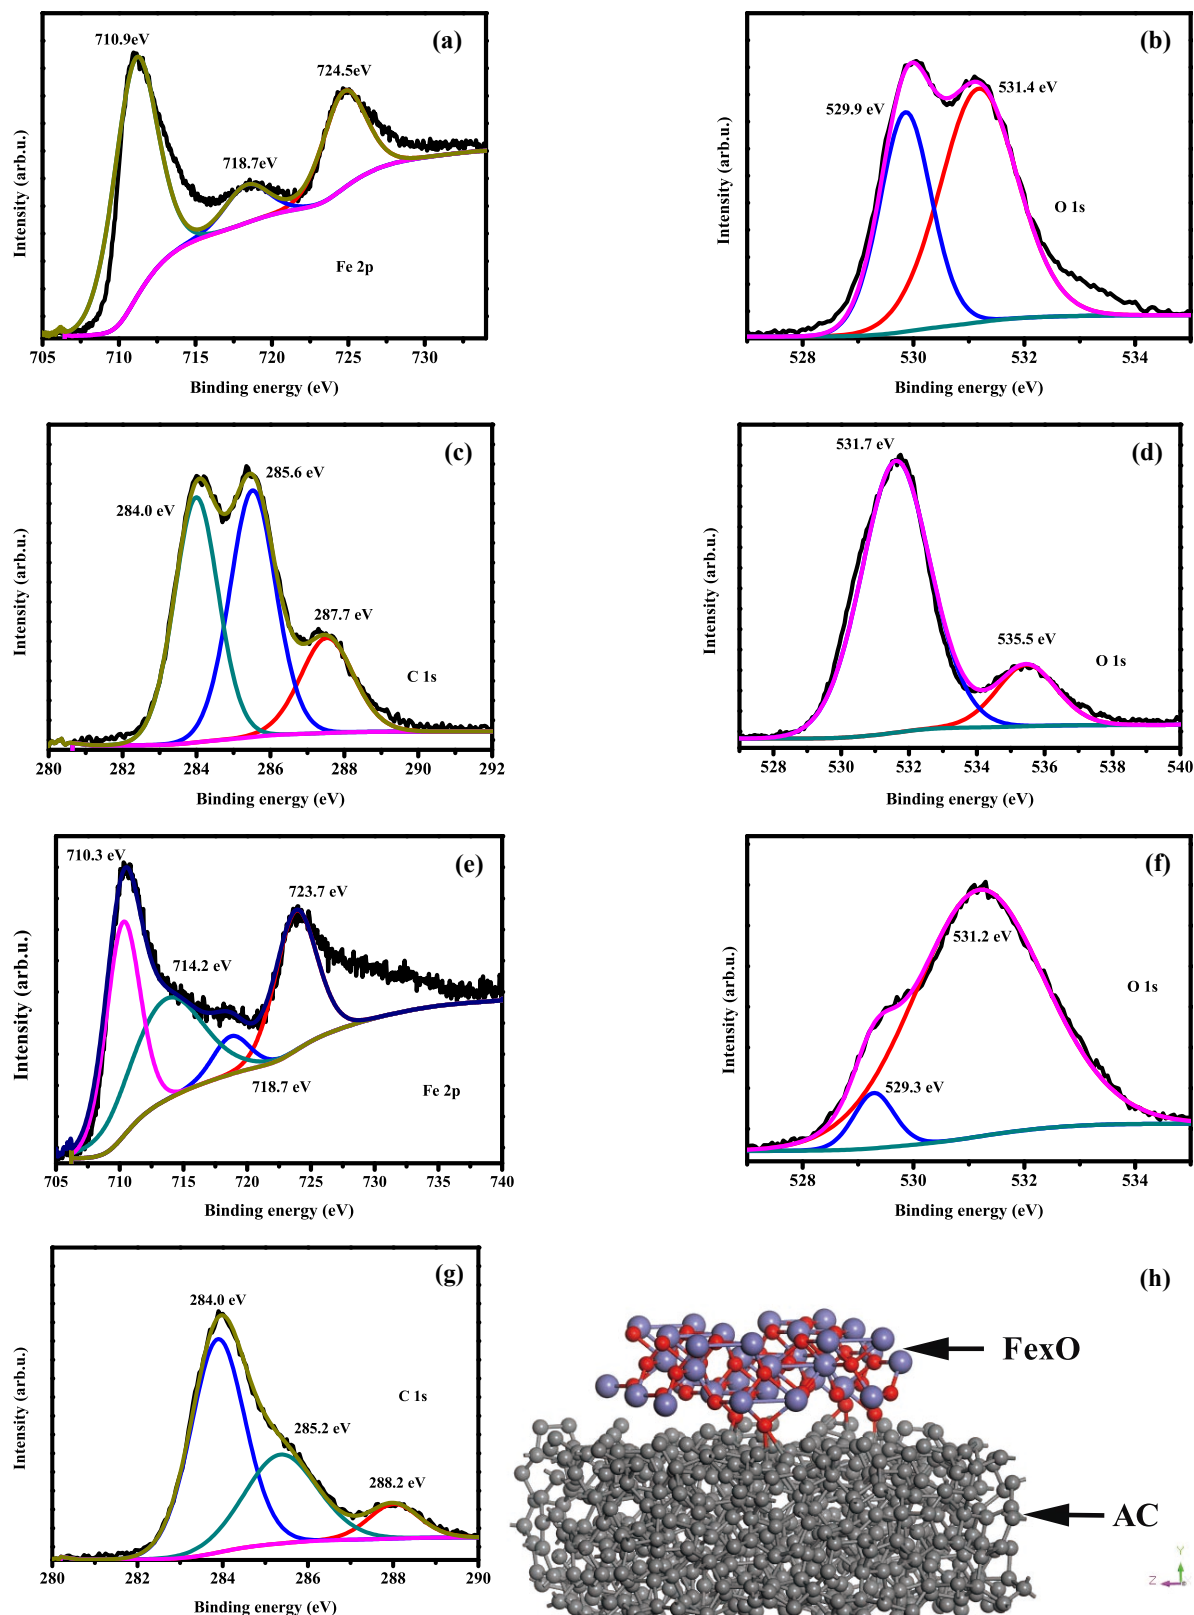 (a)
710.9eV
724.5eV
718.7eV
Fe 2p
Intensity (arb.u.)
705 710 715 720 725 730
Binding energy (eV)
(b)
529.9 eV
531.4 eV
O 1s
Intensity (arb.u.)
528 530 532 534
Binding energy (eV)
(c)
285.6 eV
284.0 eV
287.7 eV
C 1s
Intensity (arb.u.)
280 282 284 286 288 290 292
Binding energy (eV)
(d)
531.7 eV
535.5 eV
O 1s
Intensity (arb.u.)
528 530 532 534 536 538 540
Binding energy (eV)
(e)
710.3 eV
723.7 eV
714.2 eV
718.7 eV
Fe 2p
Intensity (arb.u.)
705 710 715 720 725 730 735 740
Binding energy (eV)
(f)
531.2 eV
529.3 eV
O 1s
Intensity (arb.u.)
528 530 532 534
Binding energy (eV)
(g)
284.0 eV
C 1s
285.2 eV
288.2 eV
Intensity (arb.u.)
280 282 284 286 288 290
Binding energy (eV)
(h)
FexO
AC
Y
Z